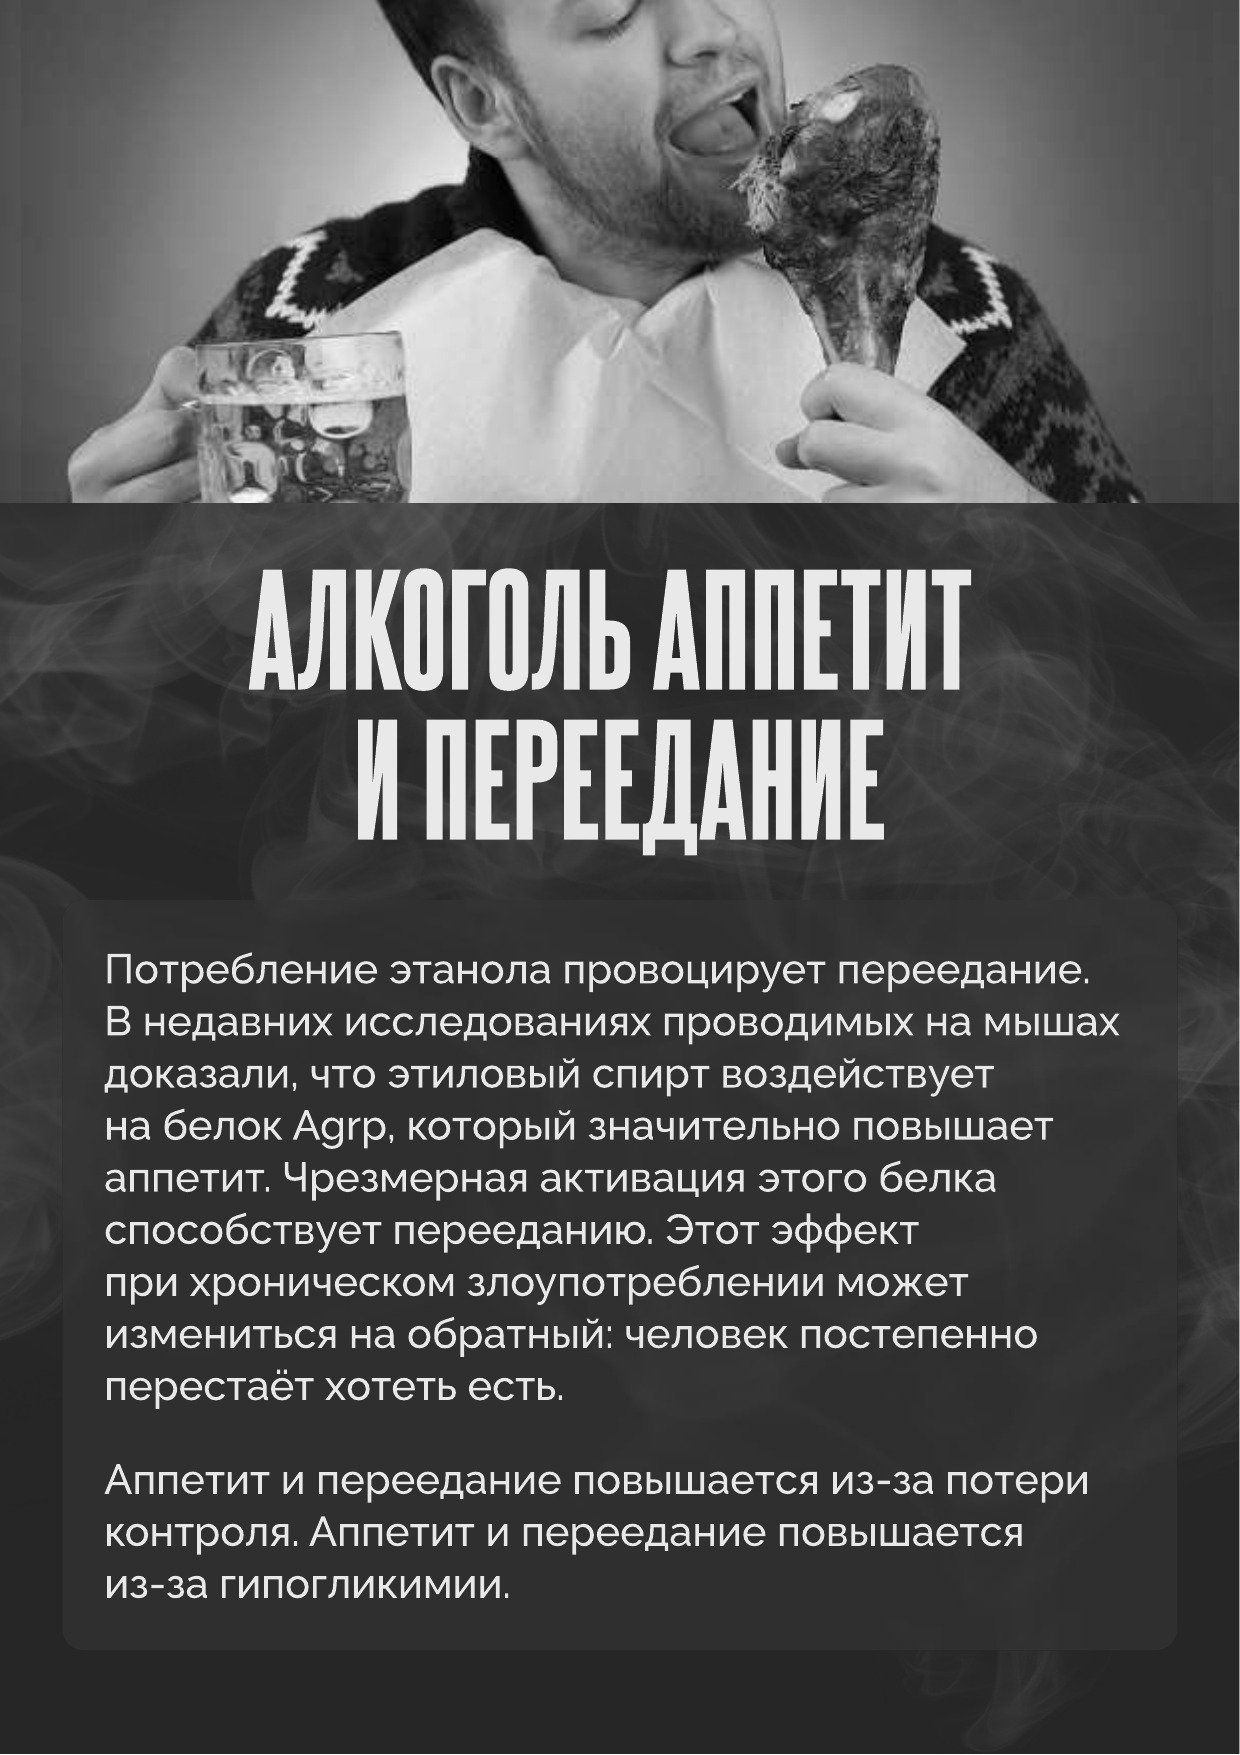 АЛКОГОЛЬ АППЕТИТ
И ПЕРЕЕДАНИЕ
Потребление этанола провоцирует переедание.
В недавних исследованиях проводимых на мышах
доказали, что этиловый спирт воздействует
на белок Agrp, который значительно повышает
аппетит. Чрезмерная активация этого белка
способствует перееданию. Этот эффект
при хроническом злоупотреблении может
измениться на обратный: человек постепенно
перестаёт хотеть есть.
Аппетит и переедание повышается из-за потери
контроля. Аппетит и переедание повышается
из-за гипогликимии.